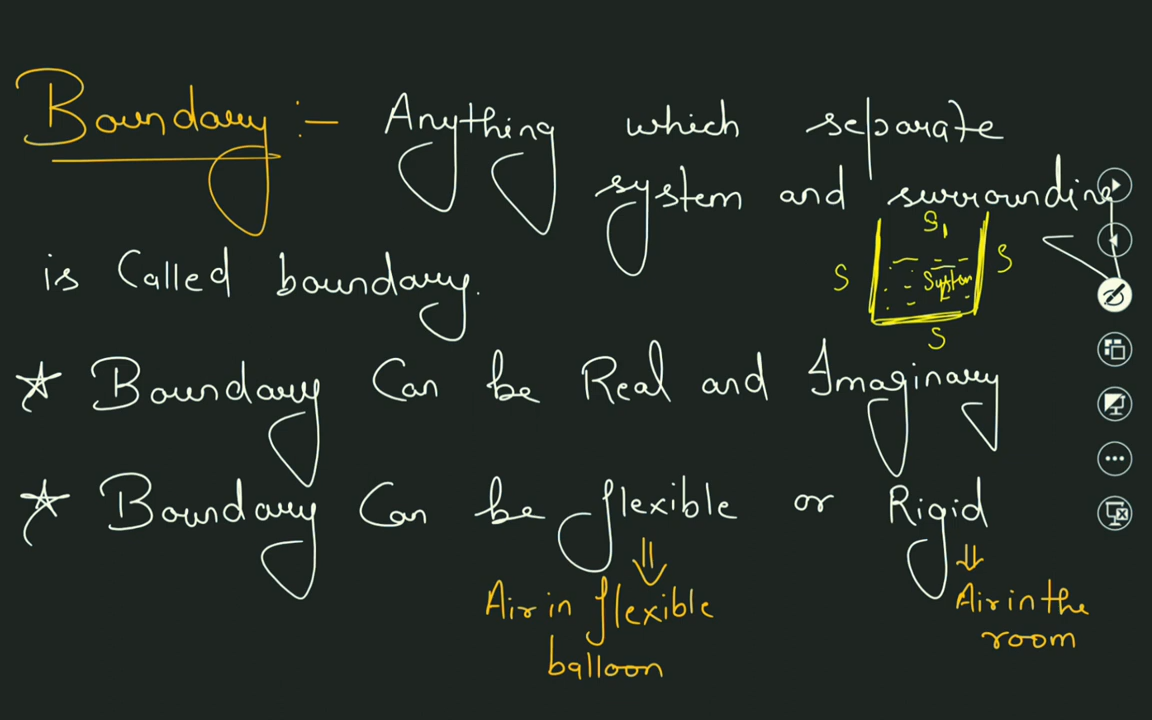 Boundary :- Anything which separate
system and surrounding
is Called boundary.
S1
S System S
S
☆ Boundary Can be Real and Imaginary
☆ Boundary Can be flexible or Rigid
⇓ ⇓
Air in flexible
balloon
Air in the
room